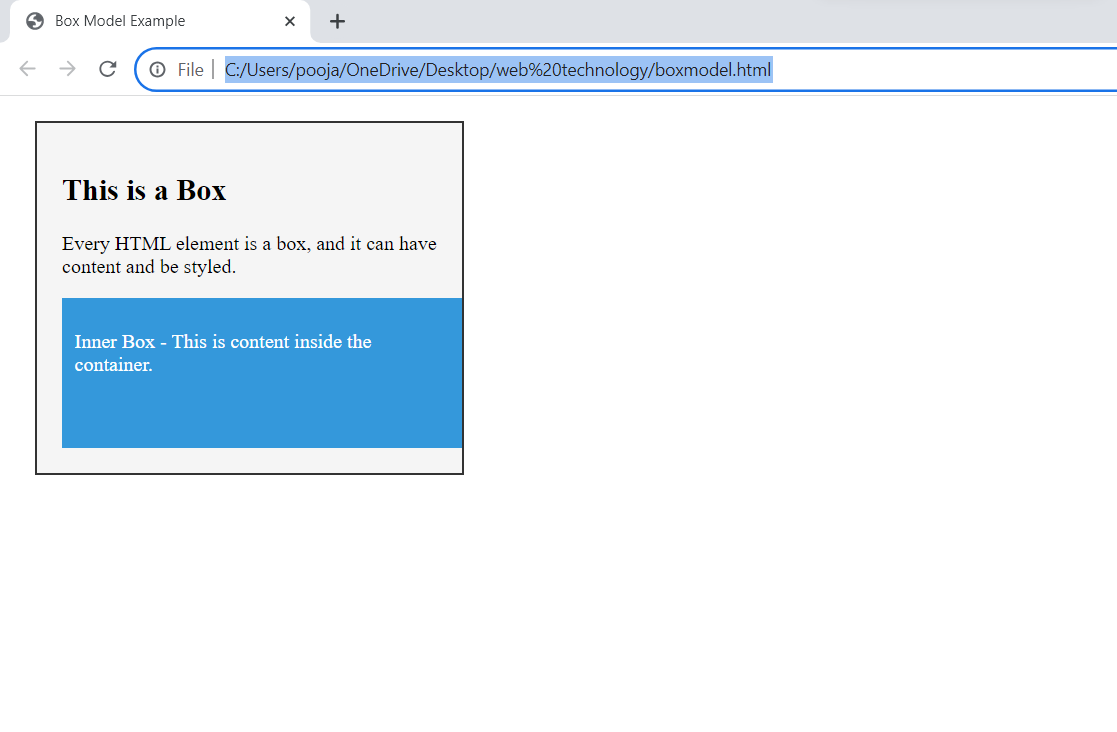 Box Model Example
File C:/Users/pooja/OneDrive/Desktop/web%20technology/boxmodel.html
This is a Box
Every HTML element is a box, and it can have
content and be styled.
Inner Box - This is content inside the
container.